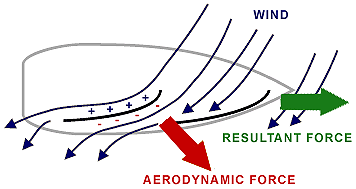 WIND
+ + + +
- - - -
RESULTANT FORCE
AERODYNAMIC FORCE